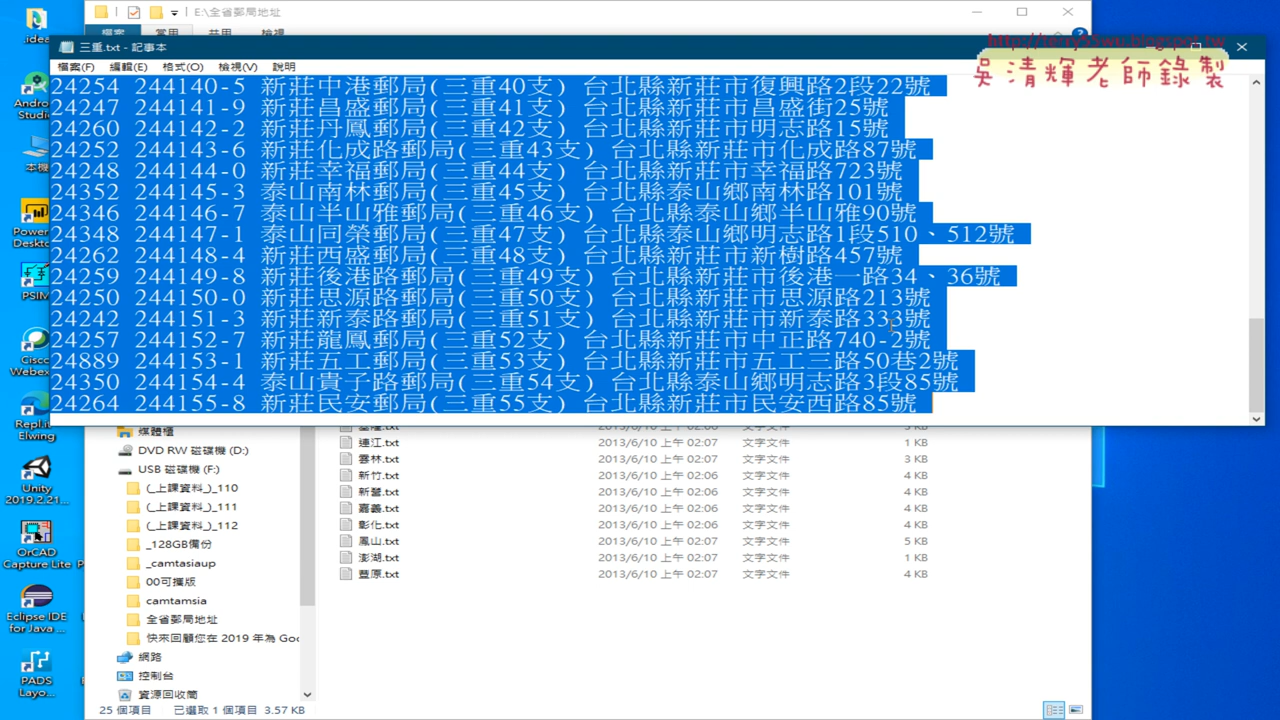 E:\全省郵局地址
檔案 常用 共用 檢視
三重.txt - 記事本
http://terry55wu.blogspot.tw
吳清輝老師錄製
檔案(F) 編輯(E) 格式(O) 檢視(V) 說明
24254 244140-5 新莊中港郵局(三重40支) 台北縣新莊市復興路2段22號
24247 244141-9 新莊昌盛郵局(三重41支) 台北縣新莊市昌盛街25號
24260 244142-2 新莊丹鳳郵局(三重42支) 台北縣新莊市明志路15號
24252 244143-6 新莊化成路郵局(三重43支) 台北縣新莊市化成路87號
24248 244144-0 新莊幸福郵局(三重44支) 台北縣新莊市幸福路723號
24352 244145-3 泰山南林郵局(三重45支) 台北縣泰山鄉南林路101號
24346 244146-7 泰山半山雅郵局(三重46支) 台北縣泰山鄉半山雅90號
24348 244147-1 泰山同榮郵局(三重47支) 台北縣泰山鄉明志路1段510、512號
24262 244148-4 新莊西盛郵局(三重48支) 台北縣新莊市新樹路457號
24259 244149-8 新莊後港路郵局(三重49支) 台北縣新莊市後港一路34、36號
24250 244150-0 新莊思源路郵局(三重50支) 台北縣新莊市思源路213號
24242 244151-3 新莊新泰路郵局(三重51支) 台北縣新莊市新泰路333號
24257 244152-7 新莊龍鳳郵局(三重52支) 台北縣新莊市中正路740-2號
24889 244153-1 新莊五工郵局(三重53支) 台北縣新莊市五工三路50巷2號
24350 244154-4 泰山貴子路郵局(三重54支) 台北縣泰山鄉明志路3段85號
24264 244155-8 新莊民安郵局(三重55支) 台北縣新莊市民安西路85號
媒體櫃
DVD RW 磁碟機 (D:)
USB 磁碟機 (F:)
(_上課資料_)_110
(_上課資料_)_111
(_上課資料_)_112
_128GB備份
_camtasiaup
00可攜版
camtamsia
全省郵局地址
快來回顧您在 2019 年為 Goo
網路
控制台
資源回收筒
連江.txt 2013/6/10 上午 02:07 文字文件 1 KB
雲林.txt 2013/6/10 上午 02:07 文字文件 3 KB
新竹.txt 2013/6/10 上午 02:06 文字文件 4 KB
新營.txt 2013/6/10 上午 02:06 文字文件 4 KB
嘉義.txt 2013/6/10 上午 02:06 文字文件 4 KB
彰化.txt 2013/6/10 上午 02:06 文字文件 4 KB
鳳山.txt 2013/6/10 上午 02:07 文字文件 5 KB
澎湖.txt 2013/6/10 上午 02:07 文字文件 1 KB
豐原.txt 2013/6/10 上午 02:07 文字文件 4 KB
25 個項目 已選取 1 個項目 3.57 KB
.idea
Andro
Studi
本機
Power
Deskto
PSIM
Cisco
Webex
Repl.it
Elwing
Unity
2019.2.21...
OrCAD
Capture Lite
Eclipse IDE
for Java ...
PADS
Layo...